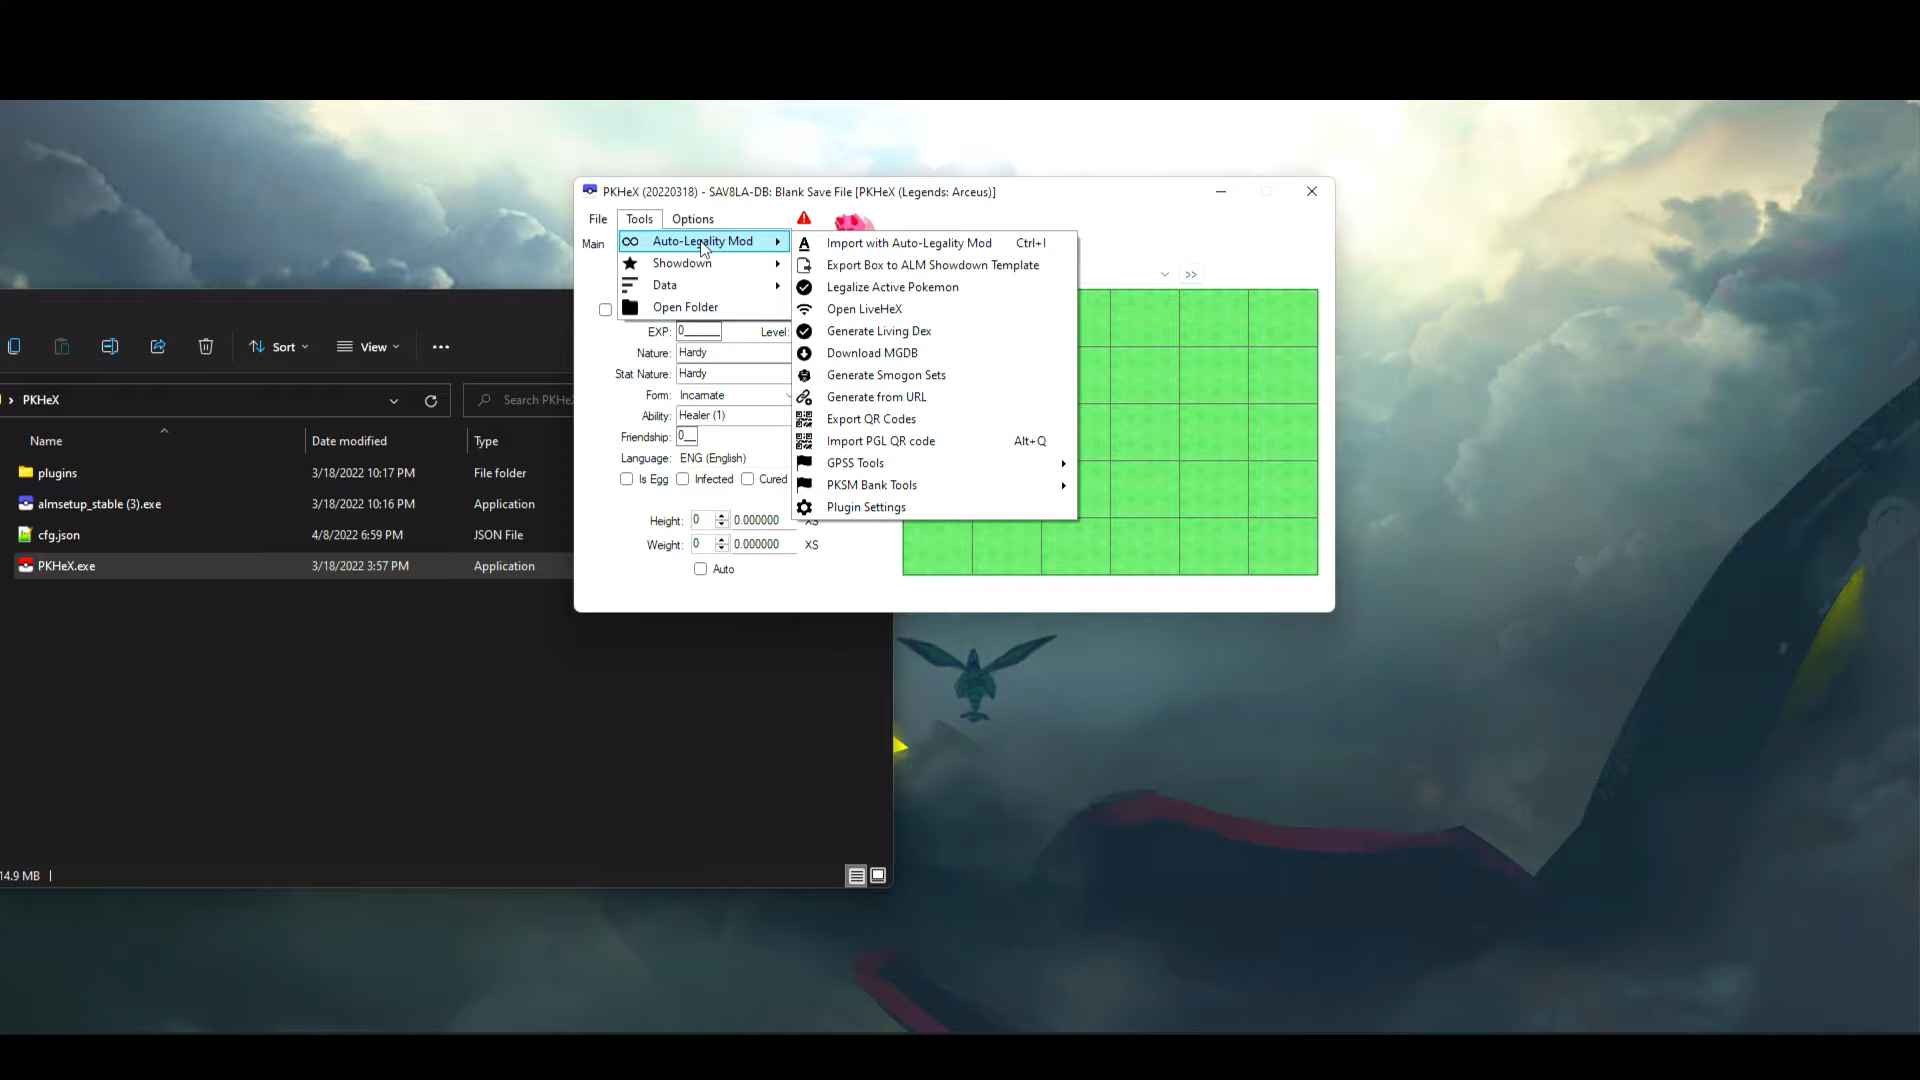 PKHeX (20220318) - SAV8LA-DB: Blank Save File [PKHeX (Legends: Arceus)]
File Tools Options
Main
Auto-Legality Mod
Showdown
Data
Open Folder
Import with Auto-Legality Mod Ctrl+I
Export Box to ALM Showdown Template
Legalize Active Pokemon
Open LiveHeX
Generate Living Dex
Download MGDB
Generate Smogon Sets
Generate from URL
Export QR Codes
Import PGL QR code Alt+Q
GPSS Tools
PKSM Bank Tools
Plugin Settings
>>
EXP: 0 Level:
Nature: Hardy
Stat Nature: Hardy
Form: Incarnate
Ability: Healer (1)
Friendship: 0
Language: ENG (English)
Is Egg Infected Cured
Height: 0 0.000000 XS
Weight: 0 0.000000 XS
Auto
Sort View
PKHeX
Search PKHe
Name Date modified Type
plugins 3/18/2022 10:17 PM File folder
almsetup_stable (3).exe 3/18/2022 10:16 PM Application
cfg.json 4/8/2022 6:59 PM JSON File
PKHeX.exe 3/18/2022 3:57 PM Application
14.9 MB